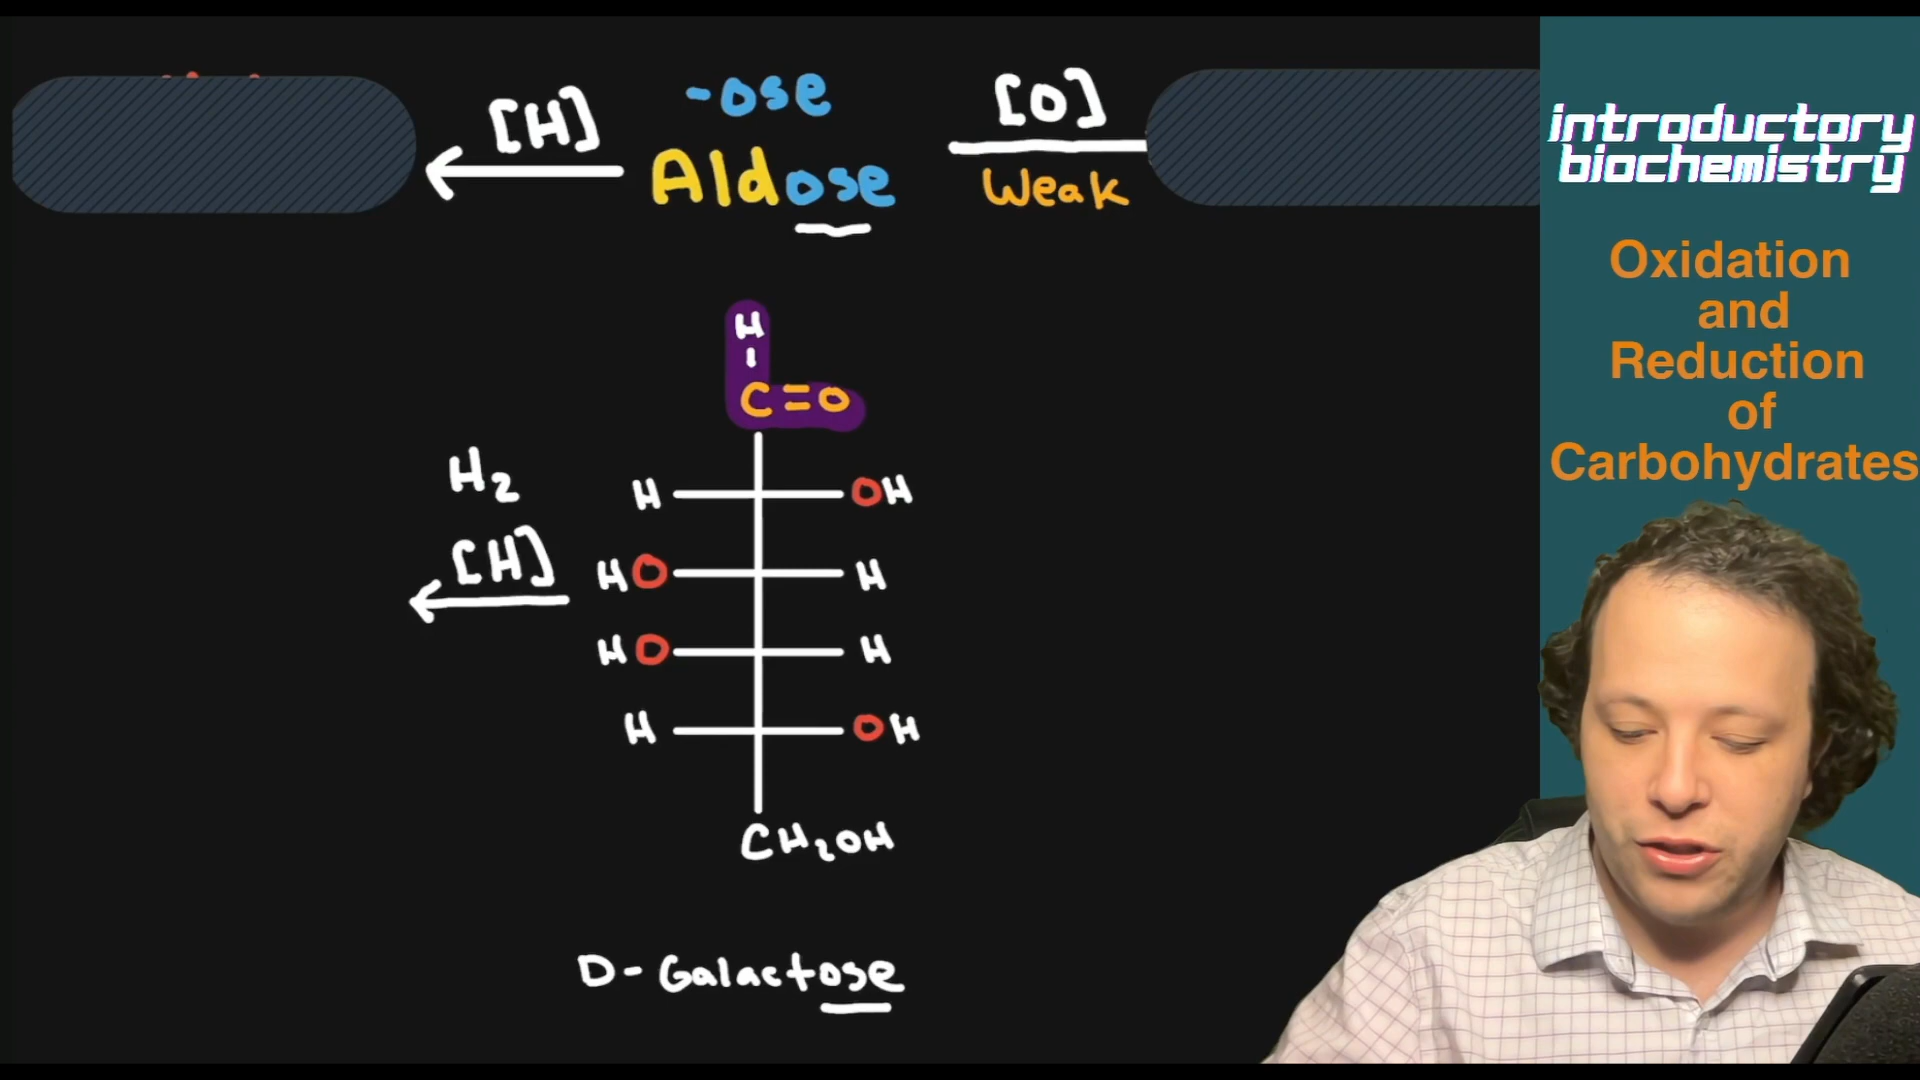 [H]
-ose
Aldose
[O]
Weak
introductory
biochemistry
Oxidation
and
Reduction
of
Carbohydrates
H
C=O
H2
[H]
H OH
HO H
HO H
H OH
CH2OH
D-Galactose